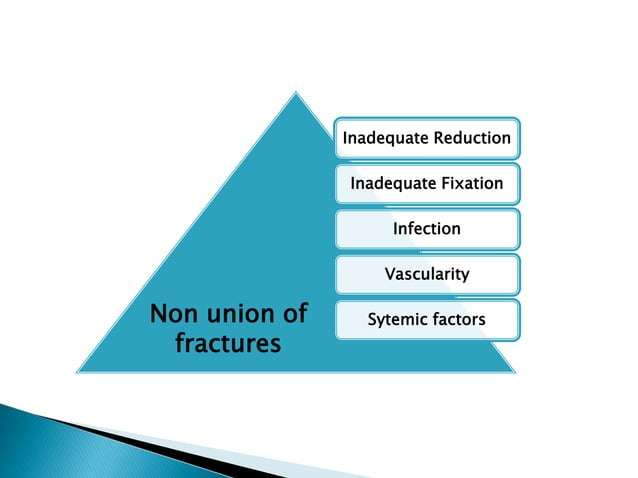 Inadequate Reduction
Inadequate Fixation
Infection
Vascularity
Sytemic factors
Non union of
fractures